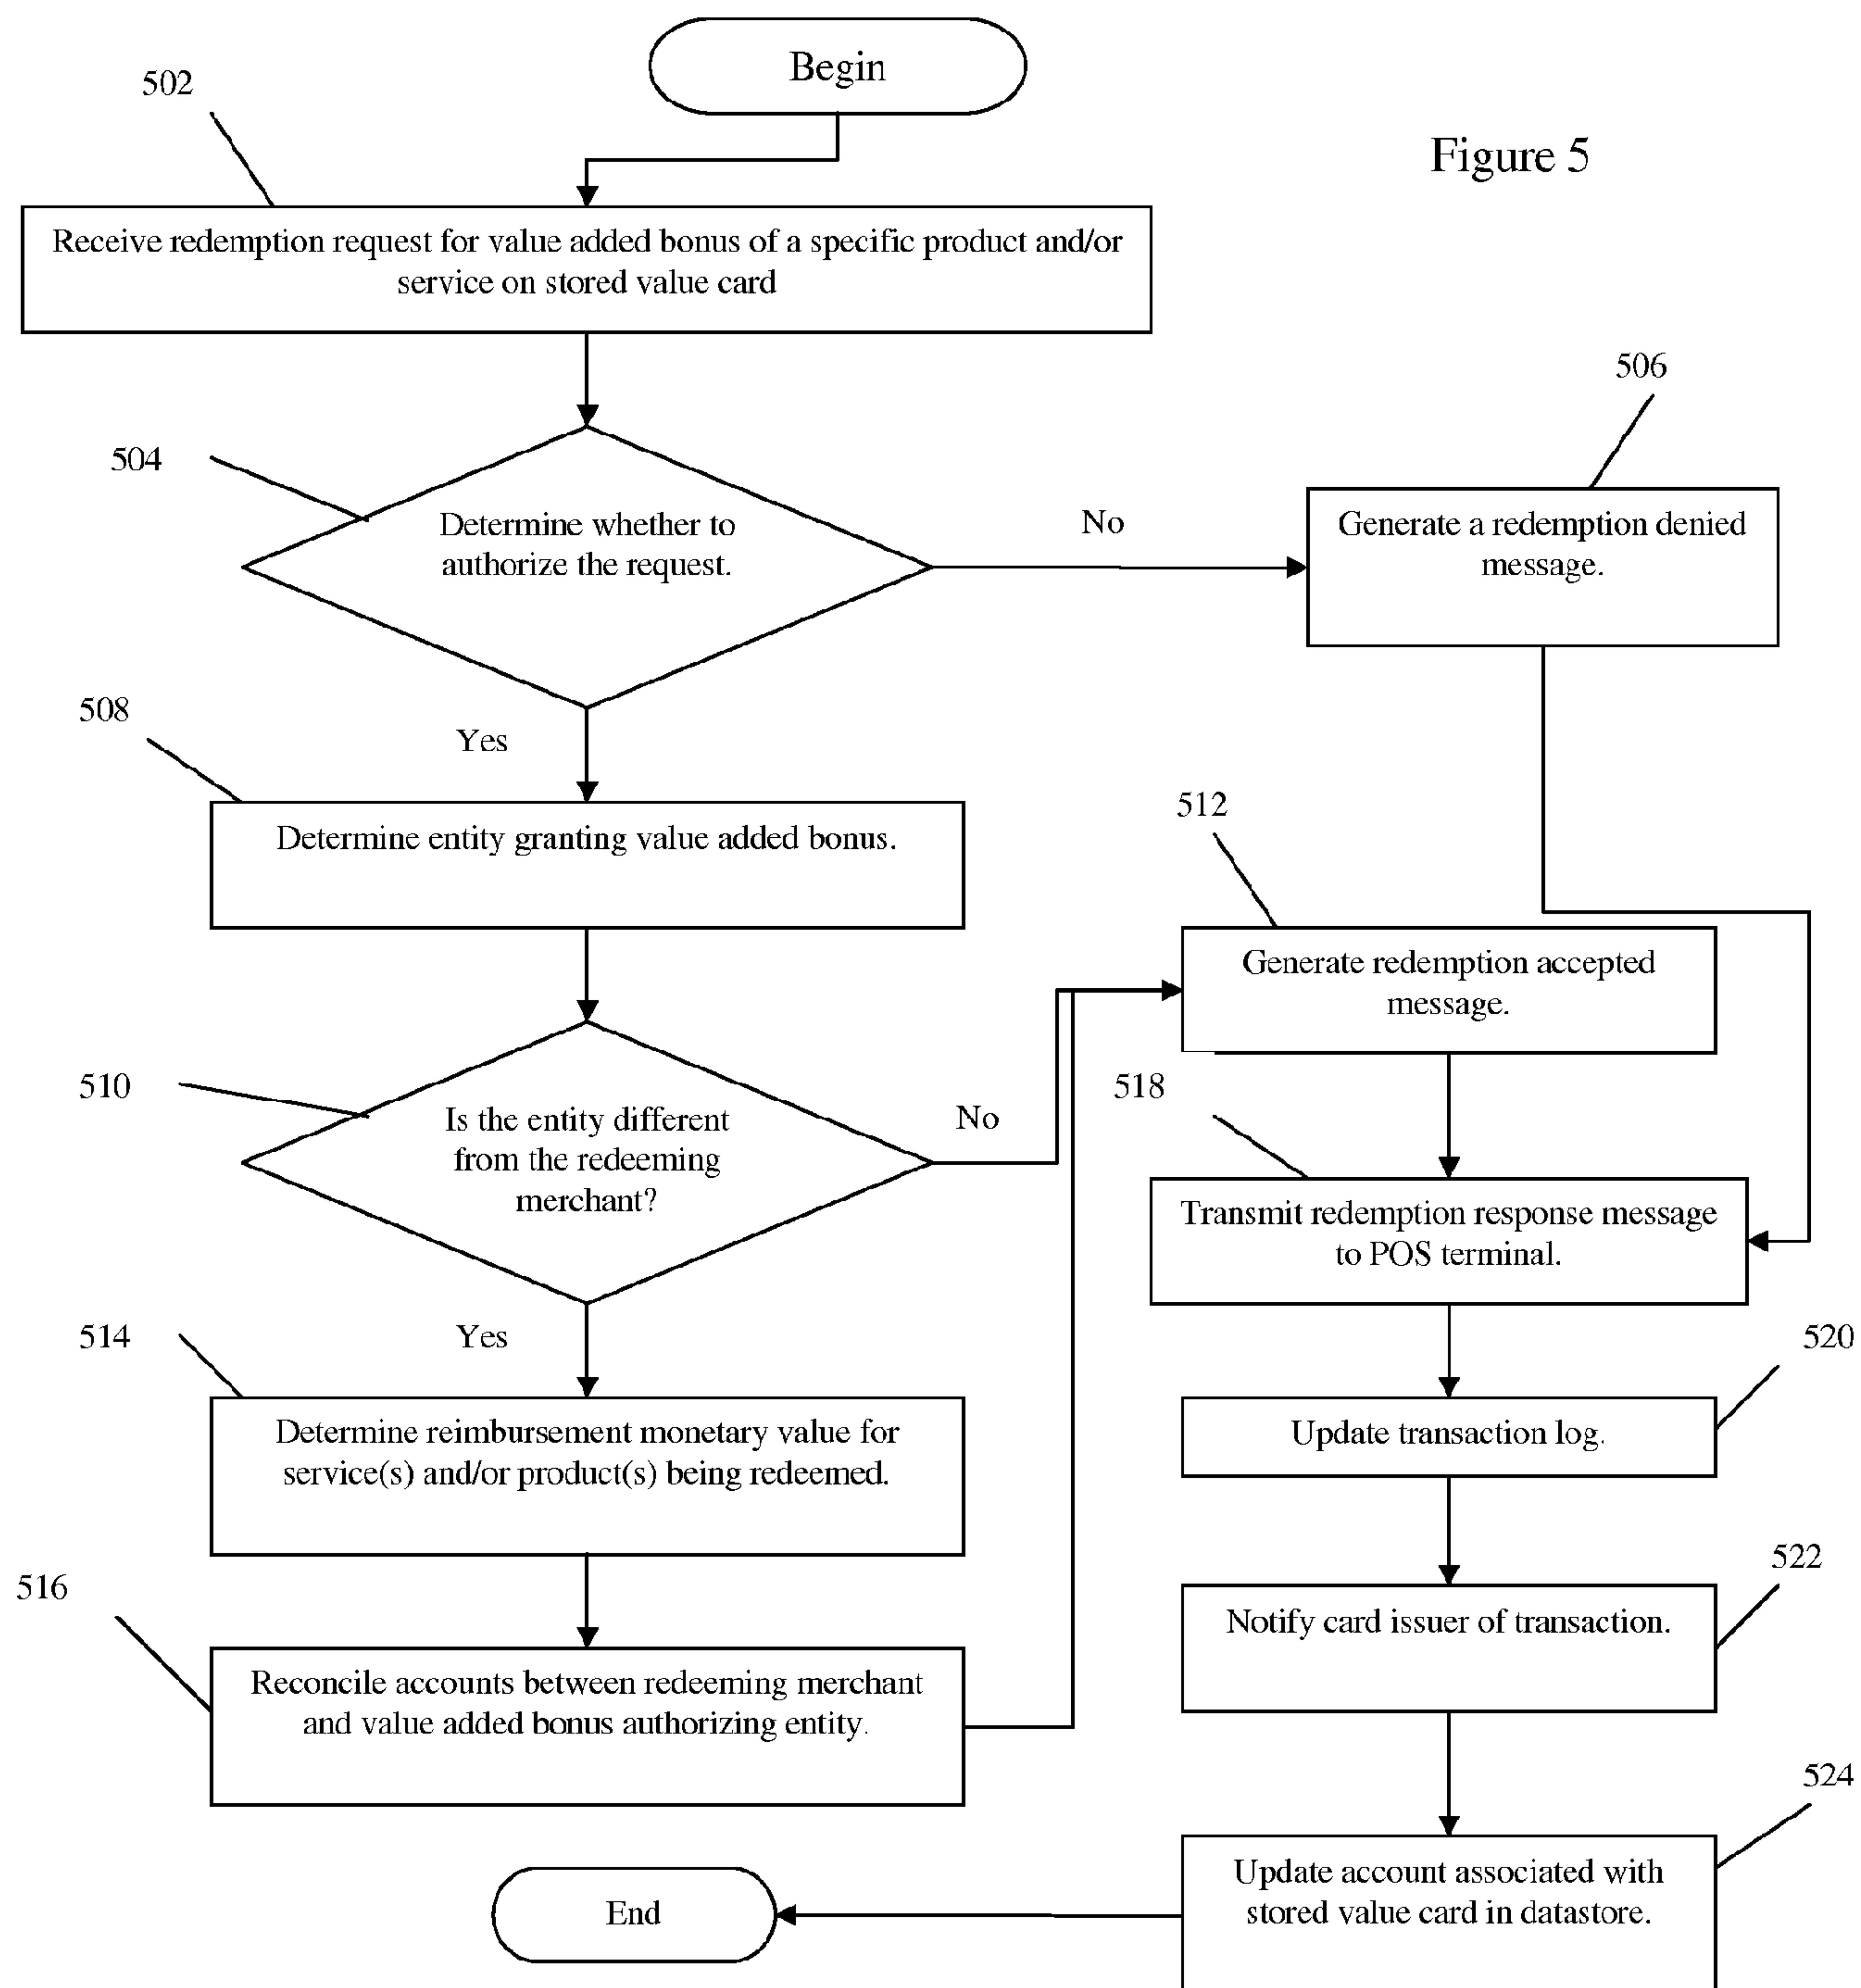 Begin
502
Figure 5
Receive redemption request for value added bonus of a specific product and/or
service on stored value card
506
504
Determine whether to
authorize the request.
No
Generate a redemption denied
message.
508
Yes
Determine entity granting value added bonus.
512
Generate redemption accepted
message.
510
Is the entity different
from the redeeming
merchant?
No
518
Transmit redemption response message
to POS terminal.
514
Yes
520
Determine reimbursement monetary value for
service(s) and/or product(s) being redeemed.
Update transaction log.
516
522
Reconcile accounts between redeeming merchant
and value added bonus authorizing entity.
Notify card issuer of transaction.
524
Update account associated with
stored value card in datastore.
End